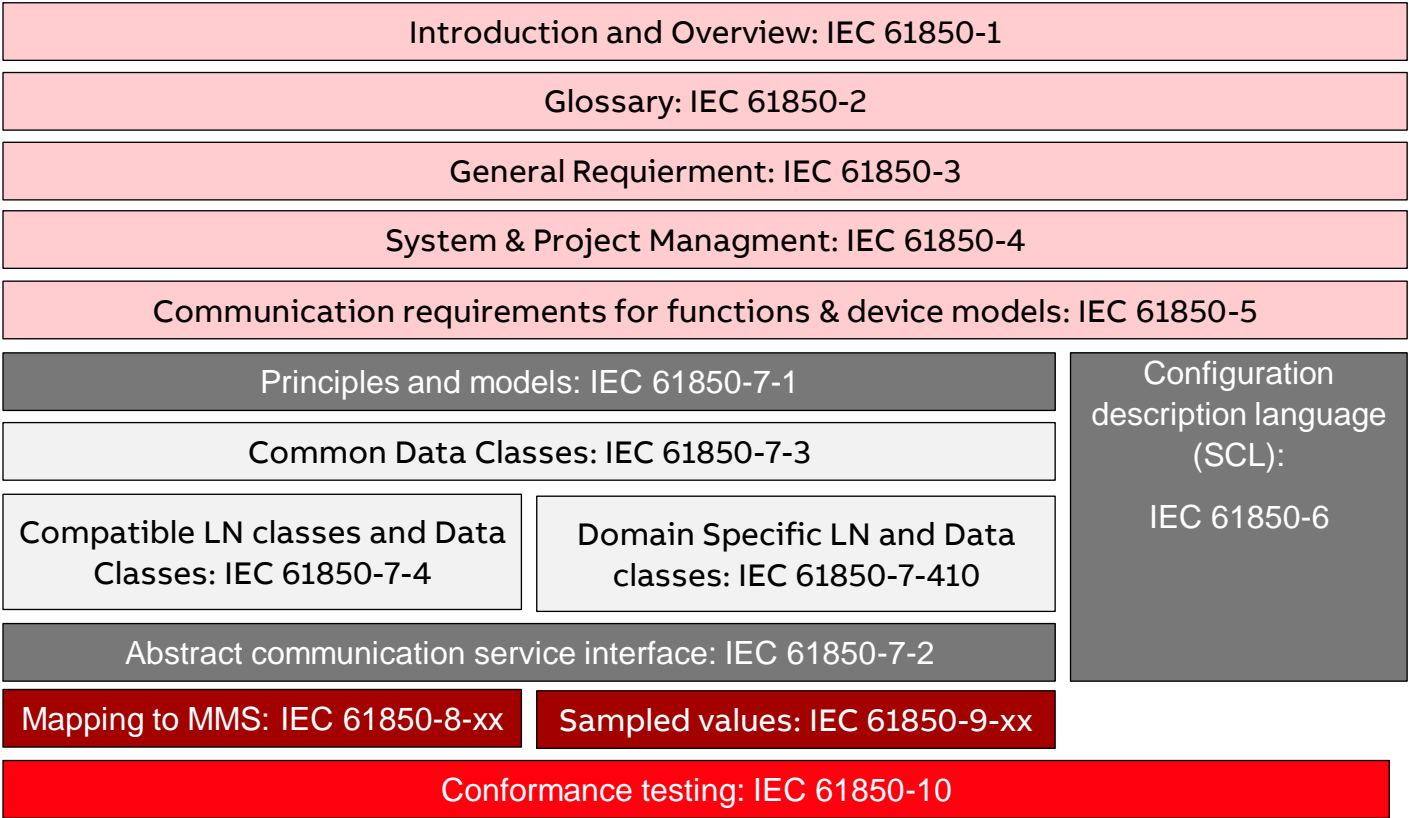 Introduction and Overview: IEC 61850-1
Glossary: IEC 61850-2
General Requierment: IEC 61850-3
System & Project Managment: IEC 61850-4
Communication requirements for functions & device models: IEC 61850-5
Principles and models: IEC 61850-7-1
Common Data Classes: IEC 61850-7-3
Compatible LN classes and Data
Classes: IEC 61850-7-4
Domain Specific LN and Data
classes: IEC 61850-7-410
Abstract communication service interface: IEC 61850-7-2
Configuration
description language
(SCL):
IEC 61850-6
Mapping to MMS: IEC 61850-8-xx
Sampled values: IEC 61850-9-xx
Conformance testing: IEC 61850-10